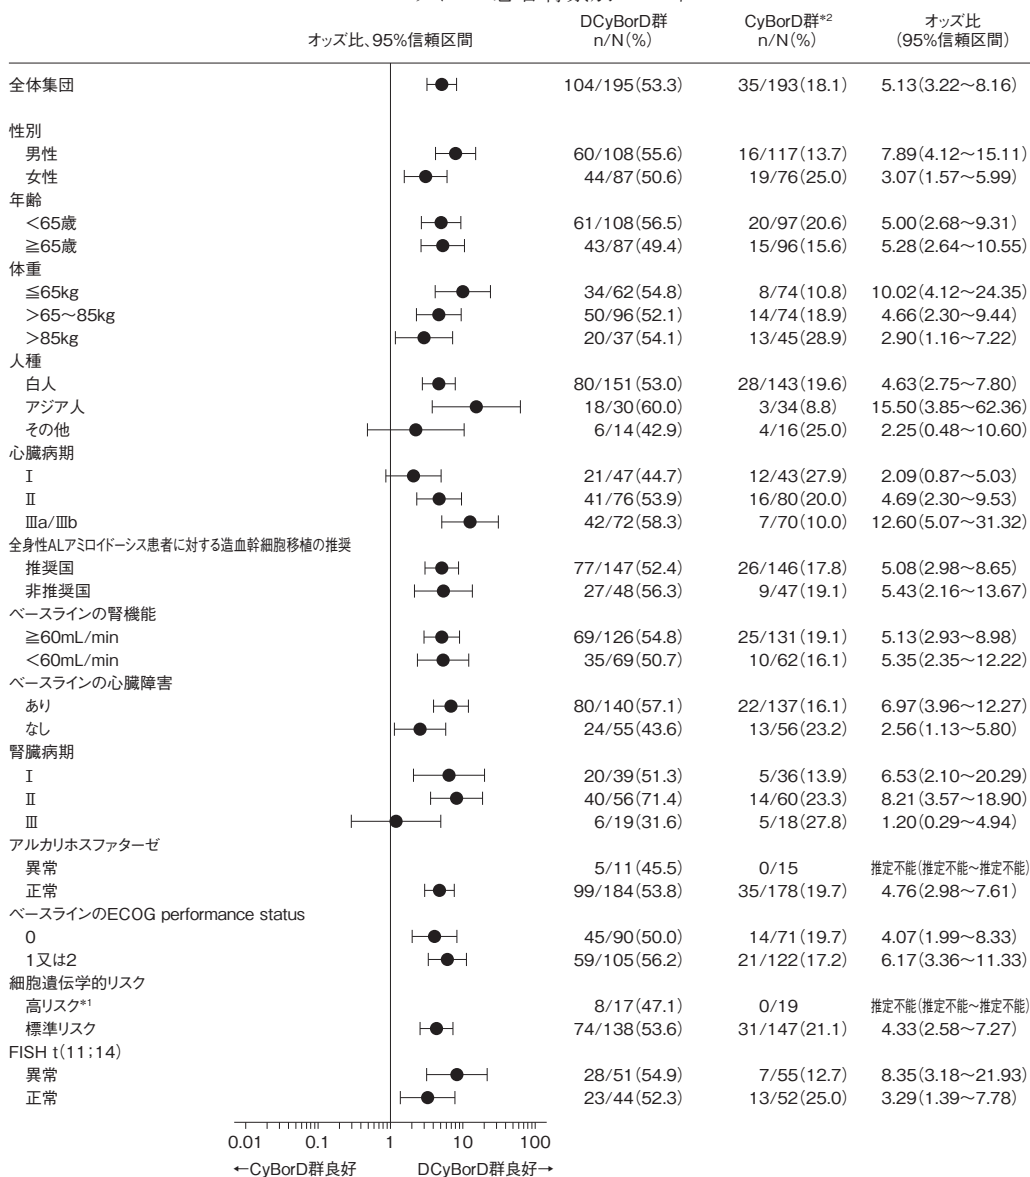 DCyBorD群 CyBorD群*2 オッズ比
オッズ比、95%信頼区間 n/N(%) n/N(%) (95%信頼区間)
全体集団 104/195(53.3) 35/193(18.1) 5.13(3.22~8.16)
性別
男性 60/108(55.6) 16/117(13.7) 7.89(4.12~15.11)
女性 44/87(50.6) 19/76(25.0) 3.07(1.57~5.99)
年齢
<65歳 61/108(56.5) 20/97(20.6) 5.00(2.68~9.31)
≧65歳 43/87(49.4) 15/96(15.6) 5.28(2.64~10.55)
体重
≦65kg 34/62(54.8) 8/74(10.8) 10.02(4.12~24.35)
>65~85kg 50/96(52.1) 14/74(18.9) 4.66(2.30~9.44)
>85kg 20/37(54.1) 13/45(28.9) 2.90(1.16~7.22)
人種
白人 80/151(53.0) 28/143(19.6) 4.63(2.75~7.80)
アジア人 18/30(60.0) 3/34(8.8) 15.50(3.85~62.36)
その他 6/14(42.9) 4/16(25.0) 2.25(0.48~10.60)
心臓病期
Ⅰ 21/47(44.7) 12/43(27.9) 2.09(0.87~5.03)
Ⅱ 41/76(53.9) 16/80(20.0) 4.69(2.30~9.53)
Ⅲa/Ⅲb 42/72(58.3) 7/70(10.0) 12.60(5.07~31.32)
全身性ALアミロイドーシス患者に対する造血幹細胞移植の推奨
推奨国 77/147(52.4) 26/146(17.8) 5.08(2.98~8.65)
非推奨国 27/48(56.3) 9/47(19.1) 5.43(2.16~13.67)
ベースラインの腎機能
≧60mL/min 69/126(54.8) 25/131(19.1) 5.13(2.93~8.98)
<60mL/min 35/69(50.7) 10/62(16.1) 5.35(2.35~12.22)
ベースラインの心臓障害
あり 80/140(57.1) 22/137(16.1) 6.97(3.96~12.27)
なし 24/55(43.6) 13/56(23.2) 2.56(1.13~5.80)
腎臓病期
Ⅰ 20/39(51.3) 5/36(13.9) 6.53(2.10~20.29)
Ⅱ 40/56(71.4) 14/60(23.3) 8.21(3.57~18.90)
Ⅲ 6/19(31.6) 5/18(27.8) 1.20(0.29~4.94)
アルカリホスファターゼ
異常 5/11(45.5) 0/15 推定不能(推定不能~推定不能)
正常 99/184(53.8) 35/178(19.7) 4.76(2.98~7.61)
ベースラインのECOG performance status
0 45/90(50.0) 14/71(19.7) 4.07(1.99~8.33)
1又は2 59/105(56.2) 21/122(17.2) 6.17(3.36~11.33)
細胞遺伝学的リスク
高リスク*1 8/17(47.1) 0/19 推定不能(推定不能~推定不能)
標準リスク 74/138(53.6) 31/147(21.1) 4.33(2.58~7.27)
FISH t(11;14)
異常 28/51(54.9) 7/55(12.7) 8.35(3.18~21.93)
正常 23/44(52.3) 13/52(25.0) 3.29(1.39~7.78)
0.01 0.1 1 10 100
←CyBorD群良好 DCyBorD群良好→